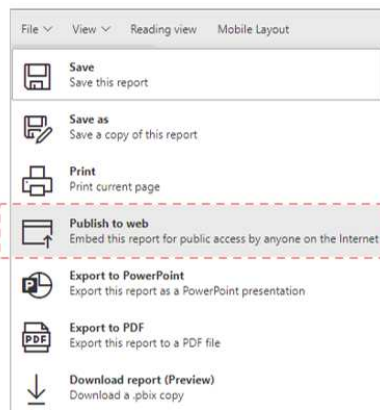 File View Reading view Mobile Layout
Save
Save this report
Save as
Save a copy of this report
Print
Print current page
Publish to web
Embed this report for public access by anyone on the Internet
Export to PowerPoint
P
Export this report as a PowerPoint presentation
Export to PDF
PDF
Export this report to a PDF file
Download report (Preview)
Download a .pbix copy